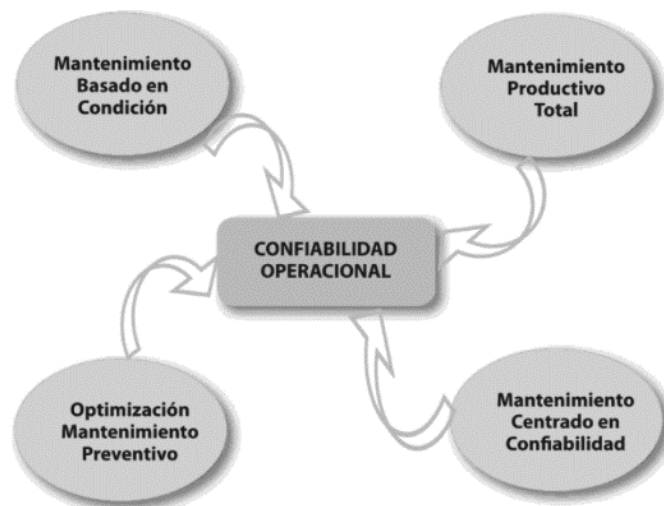 Mantenimiento
Basado en
Condición
Mantenimiento
Productivo
Total
CONFIABILIDAD
OPERACIONAL
Optimización
Mantenimiento
Preventivo
Mantenimiento
Centrado en
Confiabilidad